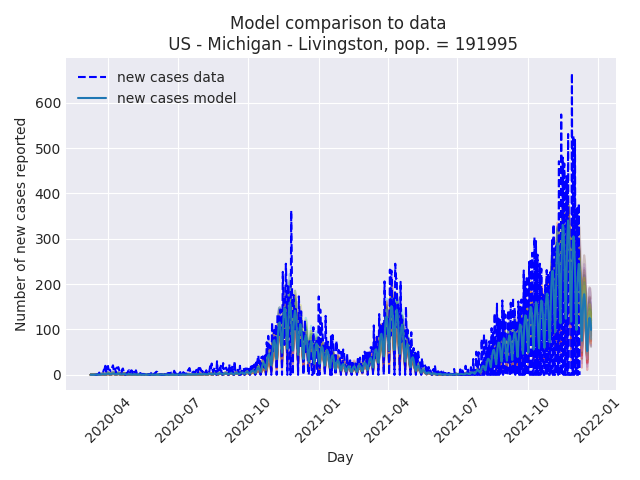 Model comparison to data
US - Michigan - Livingston, pop. = 191995
new cases data
new cases model
Number of new cases reported
600
500
400
300
200
100
0
2020-04
2020-07
2020-10
2021-01
2021-04
2021-07
2021-10
2022-01
Day